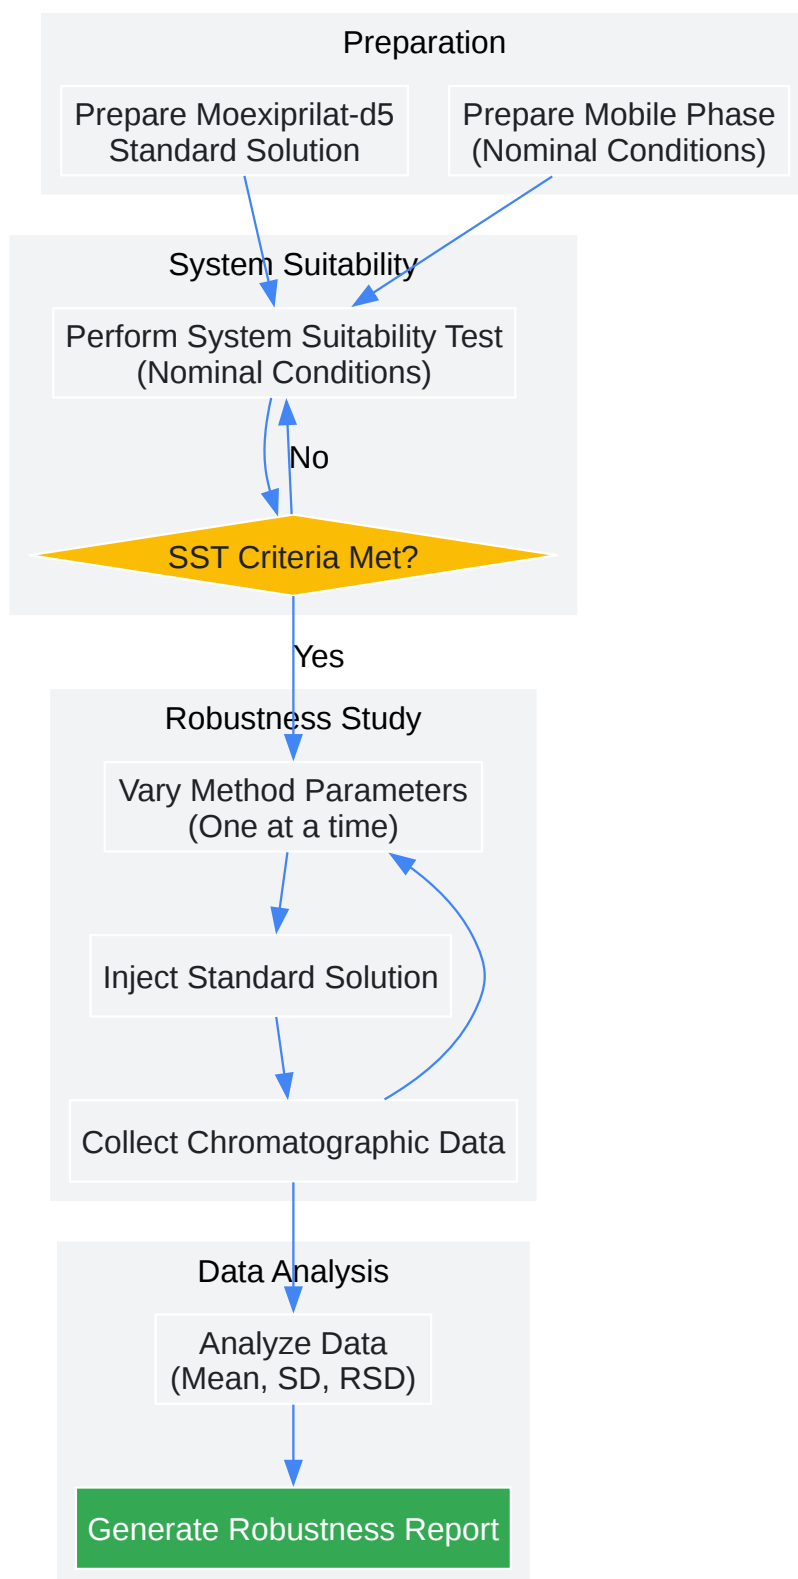 Preparation
Prepare Moexiprilat-d5
Standard Solution
Prepare Mobile Phase
(Nominal Conditions)
System Suitability
Perform System Suitability Test
(Nominal Conditions)
No
SST Criteria Met?
Yes
Robustness Study
Vary Method Parameters
(One at a time)
Inject Standard Solution
Collect Chromatographic Data
Data Analysis
Analyze Data
(Mean, SD, RSD)
Generate Robustness Report